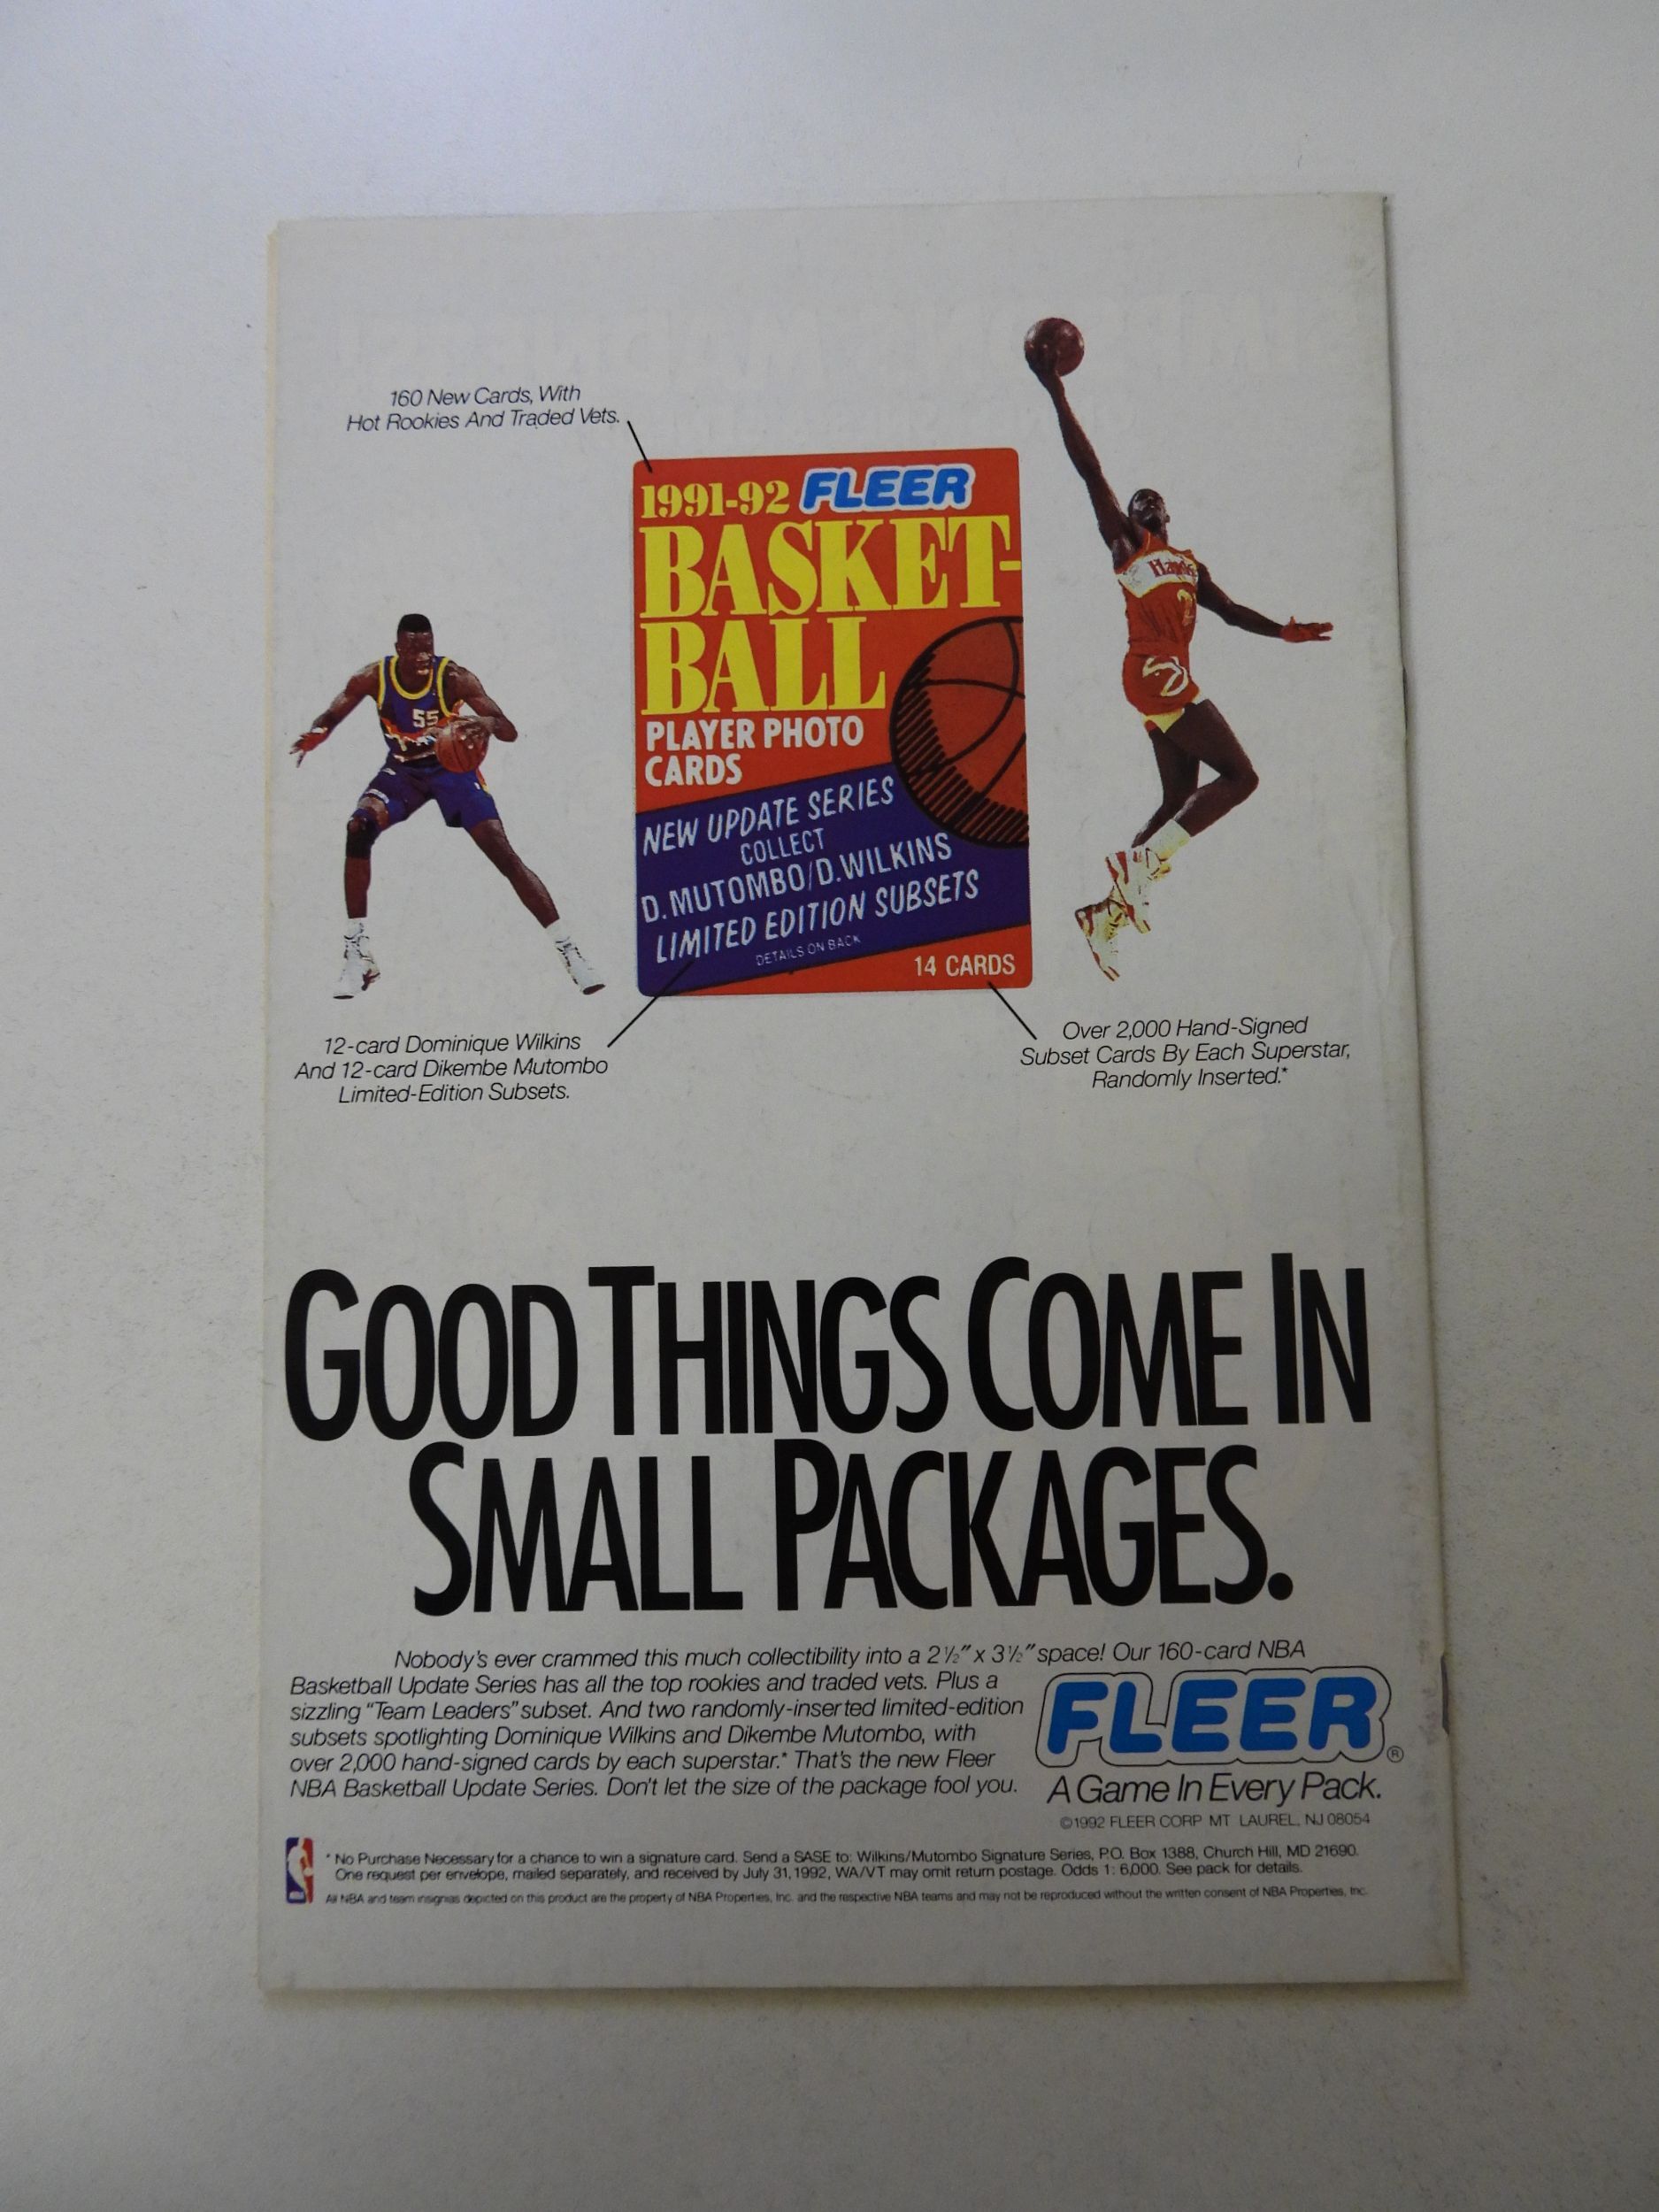 160 New Cards, With
Hot Rookies And Traded Vets.
1991-92 FLEER
BASKET-
BALL
PLAYER PHOTO
CARDS
NEW UPDATE SERIES
COLLECT
D. MUTOMBO/D. WILKINS
LIMITED EDITION SUBSETS
DETAILS ON BACK
14 CARDS
55
Hawks
2
12-card Dominique Wilkins
And 12-card Dikembe Mutombo
Limited-Edition Subsets.
Over 2,000 Hand-Signed
Subset Cards By Each Superstar,
Randomly Inserted.*
GOOD THINGS COME IN
SMALL PACKAGES.
Nobody's ever crammed this much collectibility into a 2½" x 3½" space! Our 160-card NBA
Basketball Update Series has all the top rookies and traded vets. Plus a
sizzling "Team Leaders" subset. And two randomly-inserted limited-edition
subsets spotlighting Dominique Wilkins and Dikembe Mutombo, with
over 2,000 hand-signed cards by each superstar.* That's the new Fleer
NBA Basketball Update Series. Don't let the size of the package fool you.
FLEER®
A Game In Every Pack.
©1992 FLEER CORP MT LAUREL, NJ 08054
* No Purchase Necessary for a chance to win a signature card. Send a SASE to: Wilkins/Mutombo Signature Series, P.O. Box 1388, Church Hill, MD 21690.
One request per envelope, mailed separately, and received by July 31, 1992, WA/VT may omit return postage. Odds 1: 6,000. See pack for details.
All NBA and team insignias depicted on this product are the property of NBA Properties, Inc. and the respective NBA teams and may not be reproduced without the written consent of NBA Properties, Inc.